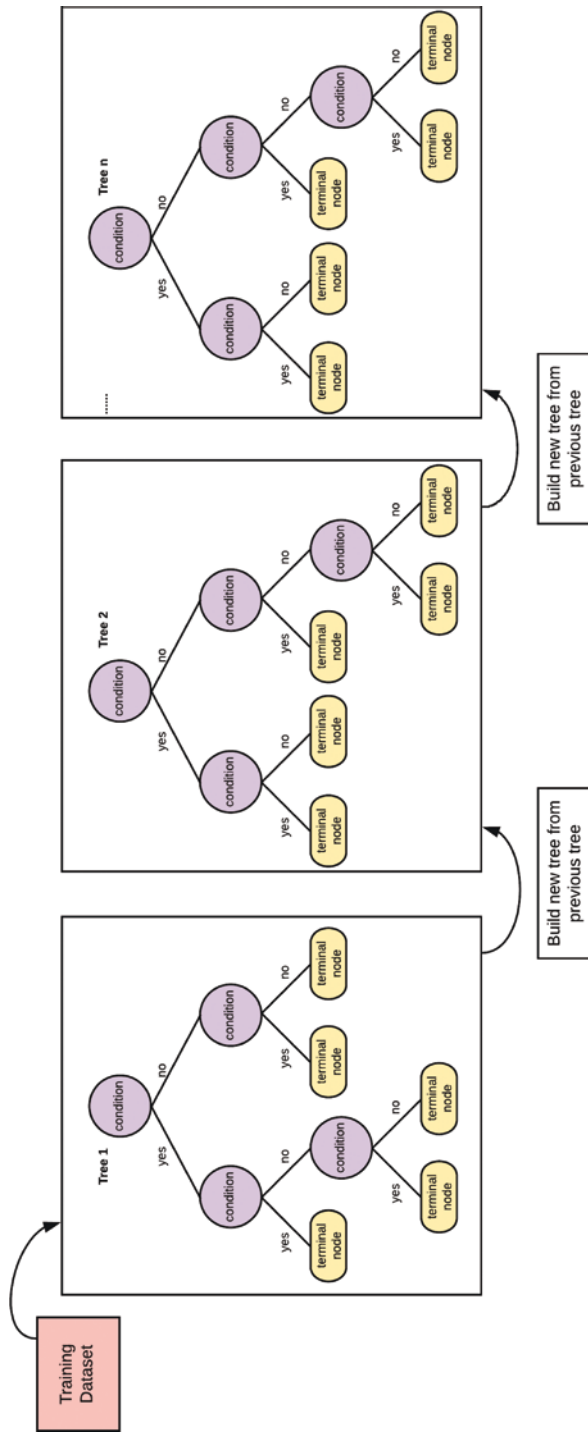 Training
Dataset
Tree 1
condition
yes
no
condition
condition
yes
no
yes
no
terminal
node
condition
terminal
node
terminal
node
yes
no
terminal
node
terminal
node
Build new tree from
previous tree
Tree 2
condition
yes
no
condition
condition
yes
no
yes
no
terminal
node
terminal
node
terminal
node
condition
yes
no
terminal
node
terminal
node
Build new tree from
previous tree
......
Tree n
condition
yes
no
condition
condition
yes
no
yes
no
terminal
node
terminal
node
terminal
node
condition
yes
no
terminal
node
terminal
node